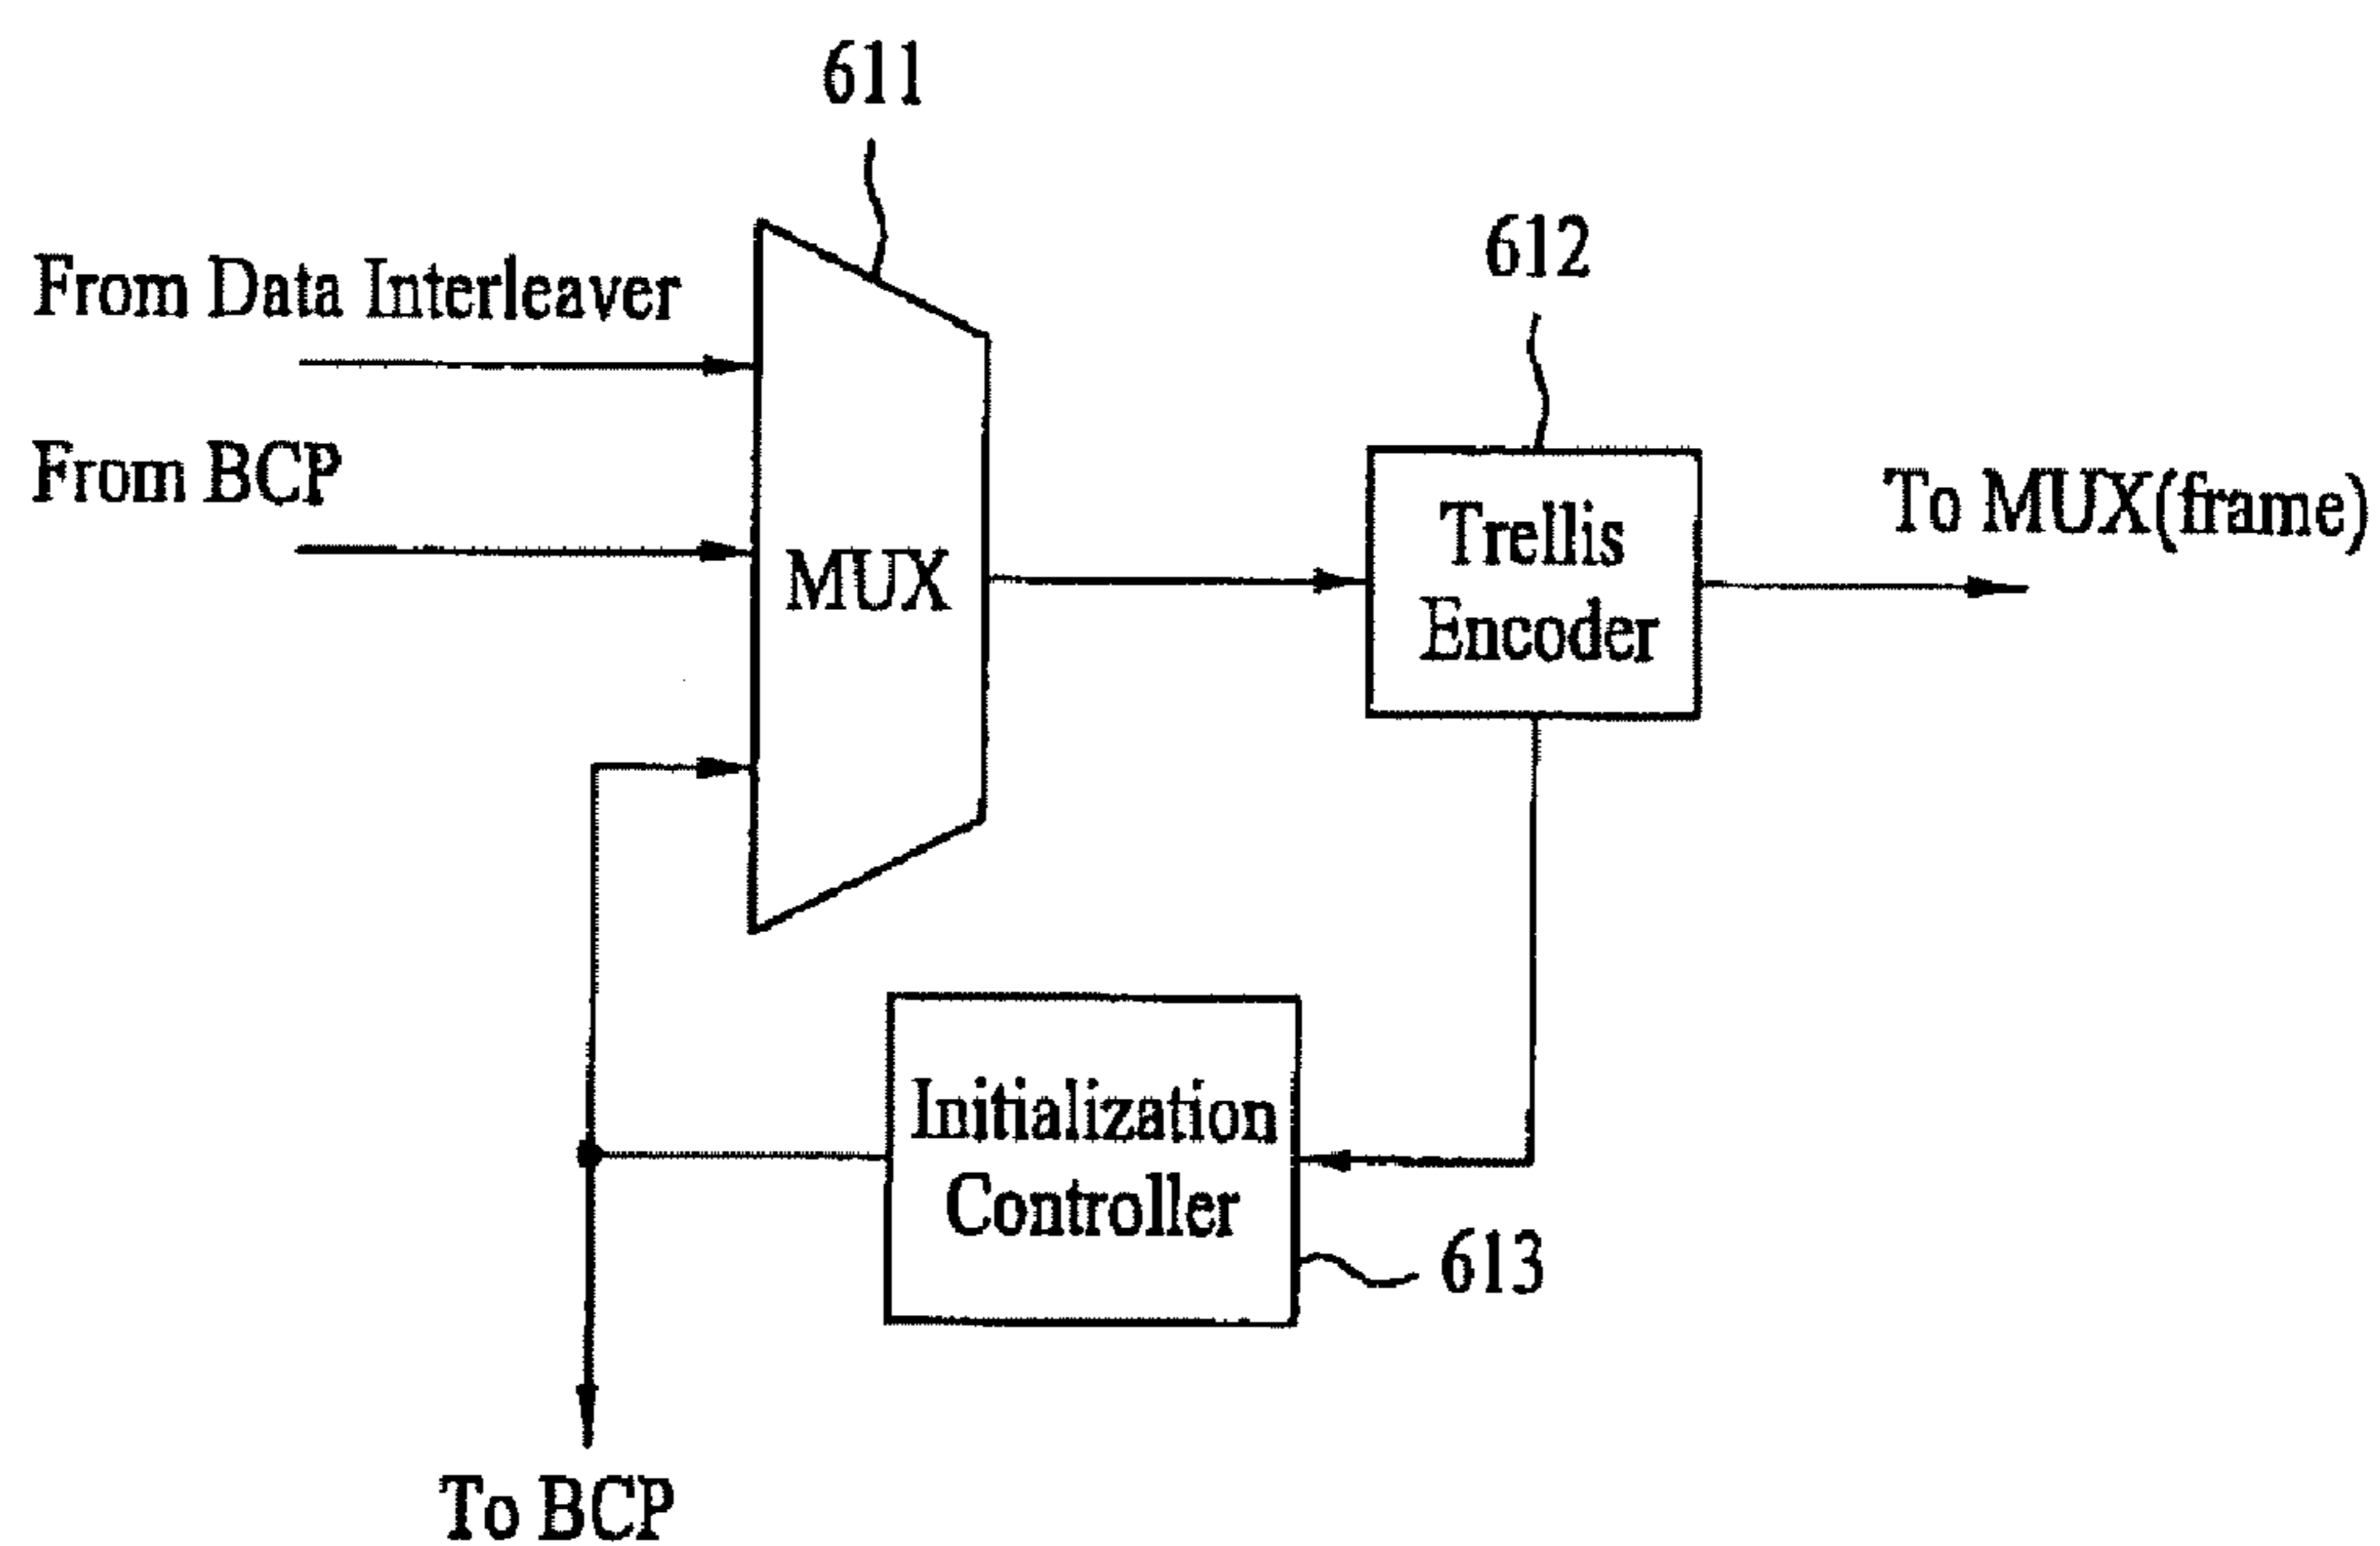 611
612
From Data Interleaver
From BCP
MUX
Trellis
Encoder
To MUX(frame)
Initialization
Controller
613
To BCP